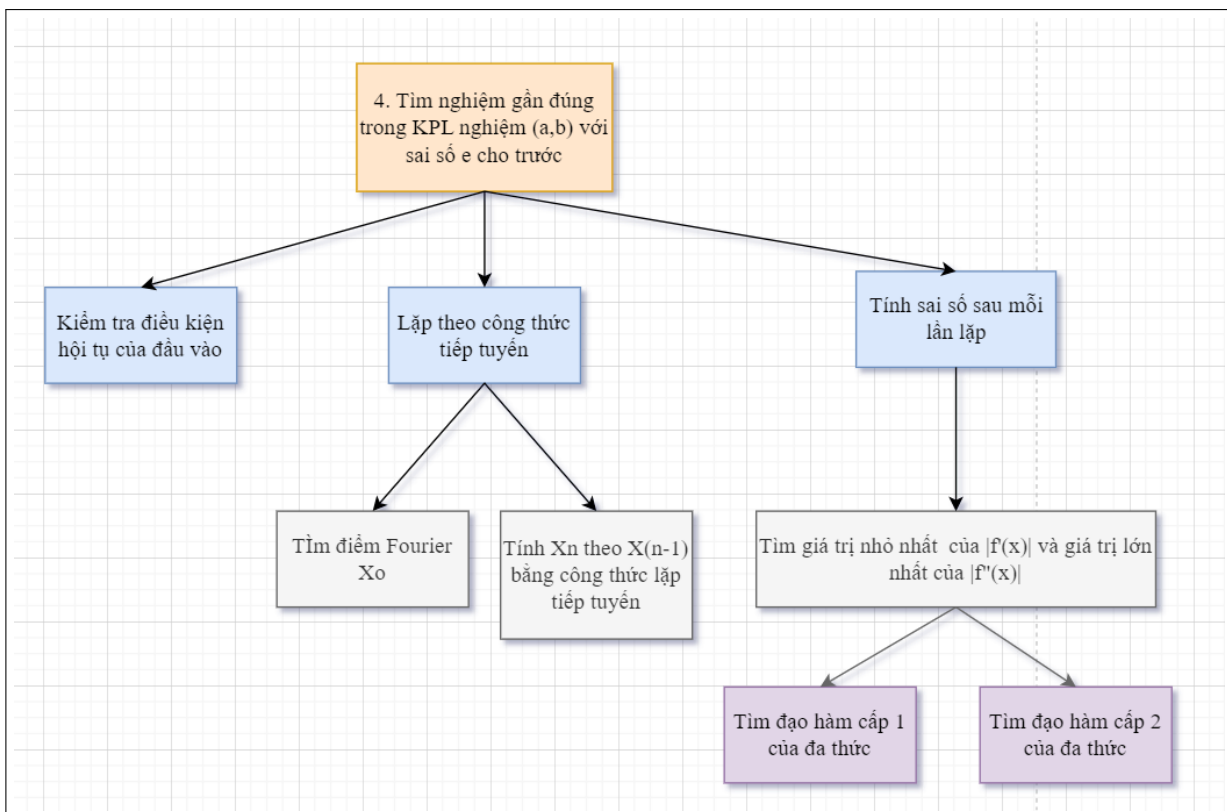 4. Tìm nghiệm gần đúng
trong KPL nghiệm (a,b) với
sai số e cho trước
Kiểm tra điều kiện
hội tụ của đầu vào
Lặp theo công thức
tiếp tuyến
Tính sai số sau mỗi
lần lặp
TÌm điểm Fourier
Xo
Tính Xn theo X(n-1)
bằng công thức lặp
tiếp tuyến
Tìm giá trị nhỏ nhất của |f'(x)| và giá trị lớn
nhất của |f"(x)|
Tìm đạo hàm cấp 1
của đa thức
Tìm đạo hàm cấp 2
của đa thức